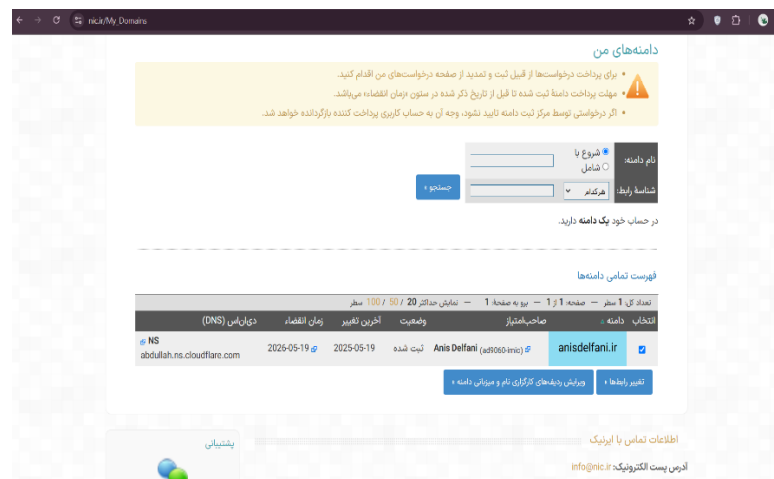 nic.ir/My_Domains
دامنه‌های من
• برای پرداخت درخواست‌ها از قبیل ثبت و تمدید از صفحه درخواست‌های من اقدام کنید.
• مهلت پرداخت دامنهٔ ثبت شده تا قبل از تاریخ ذکر شده در ستون «زمان انقضاء» می‌باشد.
• اگر درخواستی توسط مرکز ثبت دامنه تایید نشود، وجه آن به حساب کاربری پرداخت کننده بازگردانده خواهد شد.
نام دامنه:
شروع با
شامل
شناسهٔ رابط:
هرکدام
جستجو »
در حساب خود یک دامنه دارید.
فهرست تمامی دامنه‌ها
تعداد کل: 1 سطر — صفحه: 1 از 1 — برو به صفحه: 1 — نمایش حداکثر 20 / 50 / 100 سطر
انتخاب دامنه صاحب‌امتیاز وضعیت آخرین تغییر زمان انقضاء دی‌ان‌اس (DNS)
anisdelfani.ir Anis Delfani (ad9060-irnic) ثبت شده 2025-05-19 2026-05-19 NS
abdullah.ns.cloudflare.com
تغییر رابط‌ها »
ویرایش ردیف‌های کارگزاری نام و میزبانی دامنه »
اطلاعات تماس با ایرنیک
پشتیبانی
آدرس پست الکترونیک: info@nic.ir